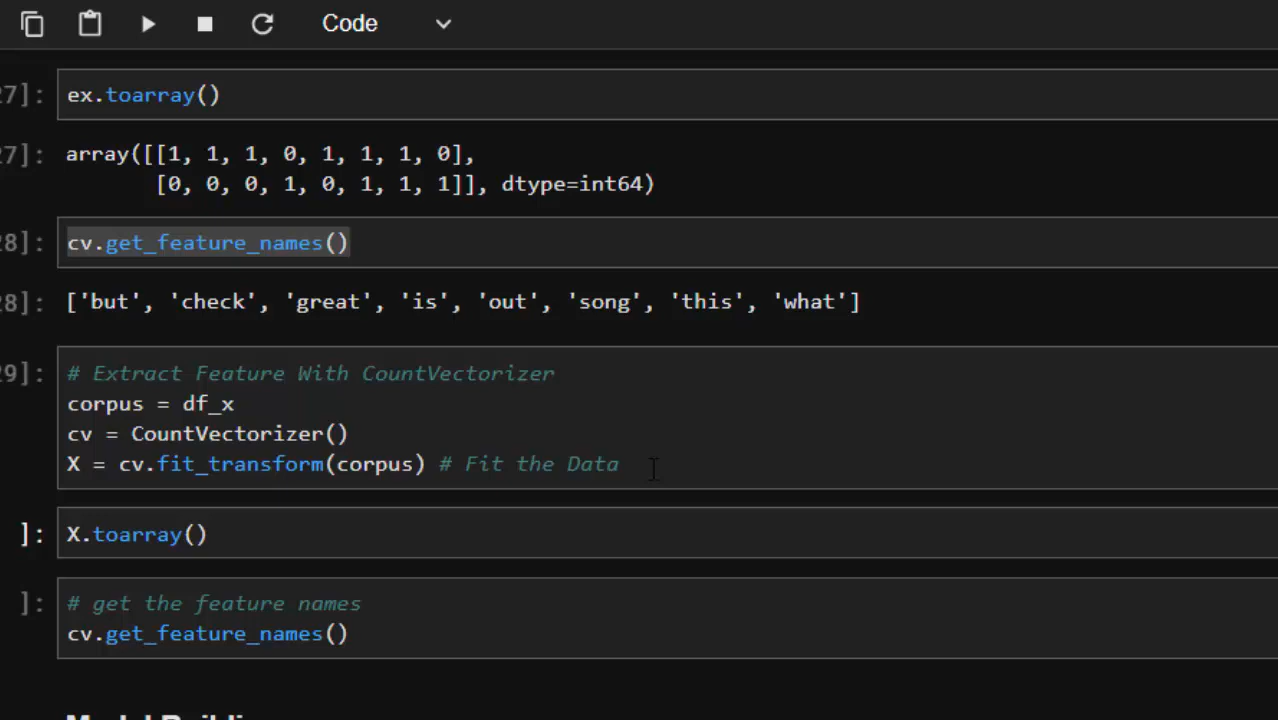 Code
27]: ex.toarray()
27]: array([[1, 1, 1, 0, 1, 1, 1, 0],
[0, 0, 0, 1, 0, 1, 1, 1]], dtype=int64)
28]: cv.get_feature_names()
28]: ['but', 'check', 'great', 'is', 'out', 'song', 'this', 'what']
29]: # Extract Feature With CountVectorizer
corpus = df_x
cv = CountVectorizer()
X = cv.fit_transform(corpus) # Fit the Data
]: X.toarray()
]: # get the feature names
cv.get_feature_names()